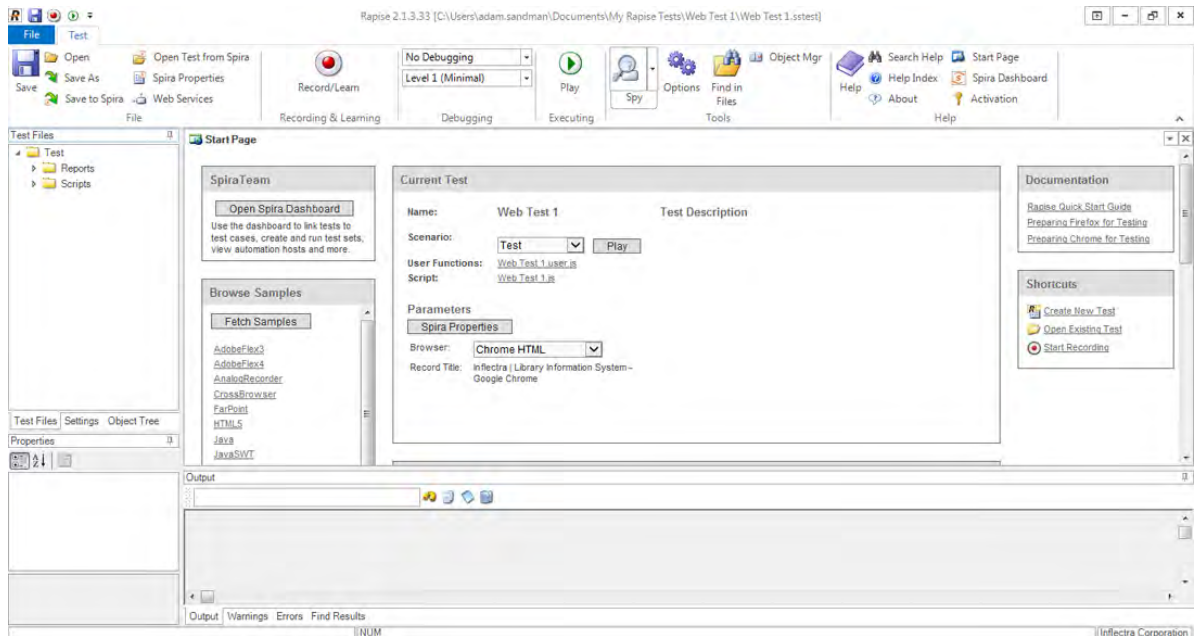 Rapise 2.1.3.33 [C:\Users\adam.sandman\Documents\My Rapise Tests\Web Test 1\Web Test 1.sstest]
File
Test
Save
Open
Save As
Save to Spira
Open Test from Spira
Spira Properties
Web Services
File
Record/Learn
Recording & Learning
No Debugging
Level 1 (Minimal)
Debugging
Play
Executing
Spy
Options
Find in Files
Object Mgr
Tools
Help
Search Help
Help Index
About
Start Page
Spira Dashboard
Activation
Help
Test Files
Test
Reports
Scripts
Test Files Settings Object Tree
Properties
Start Page
SpiraTeam
Open Spira Dashboard
Use the dashboard to link tests to
test cases, create and run test sets,
view automation hosts and more.
Browse Samples
Fetch Samples
AdobeFlex3
AdobeFlex4
AnalogRecorder
CrossBrowser
FarPoint
HTML5
Java
JavaSWT
Current Test
Name: Web Test 1 Test Description
Scenario: Test Play
User Functions: Web Test 1.user.js
Script: Web Test 1.js
Parameters
Spira Properties
Browser: Chrome HTML
Record Title: Inflectra | Library Information System -
Google Chrome
Documentation
Rapise Quick Start Guide
Preparing Firefox for Testing
Preparing Chrome for Testing
Shortcuts
Create New Test
Open Existing Test
Start Recording
Output
Output Warnings Errors Find Results
NUM
Inflectra Corporation